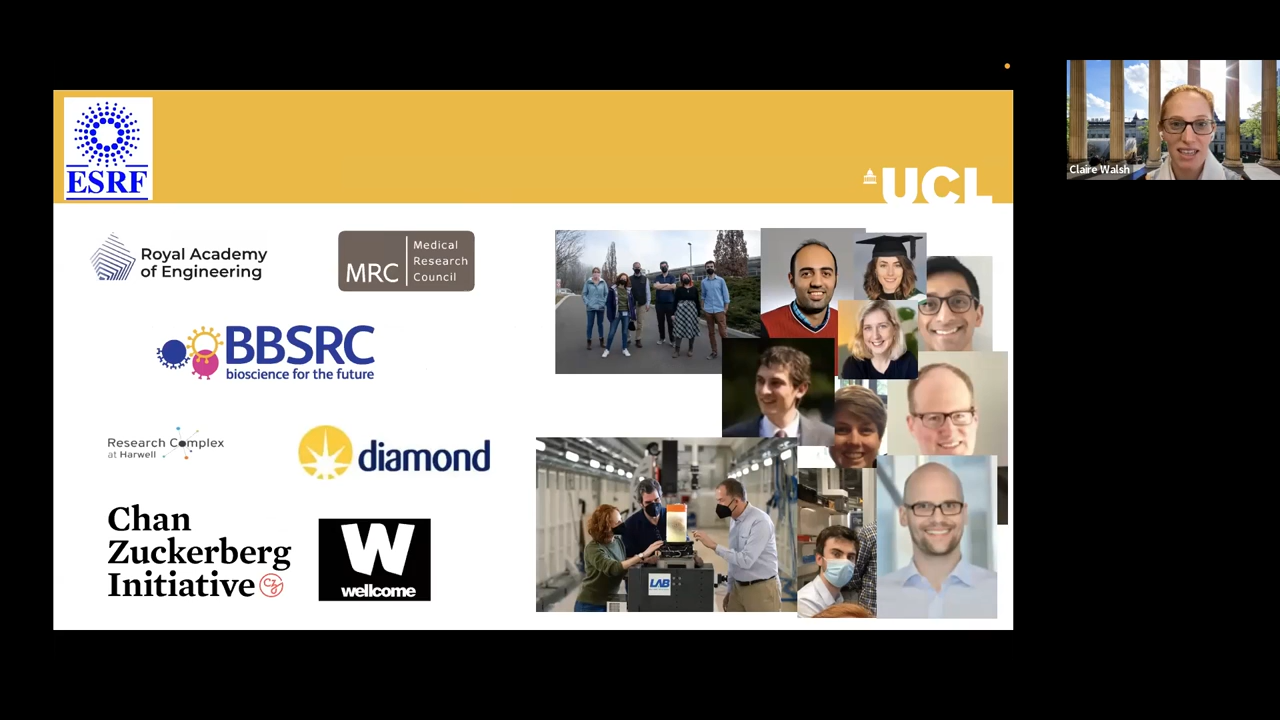 ESRF
UCL
Claire Walsh
Royal Academy
of Engineering
MRC
Medical
Research
Council
BBSRC
bioscience for the future
Research Complex
at Harwell
diamond
Chan
Zuckerberg
Initiative
CZI
W
wellcome
LAB